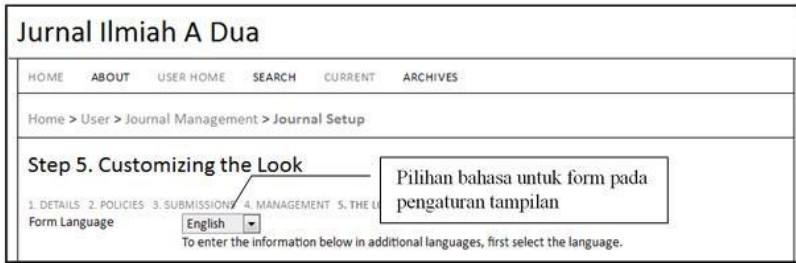 Jurnal Ilmiah A Dua
HOME ABOUT USER HOME SEARCH CURRENT ARCHIVES
Home > User > Journal Management > Journal Setup
Step 5. Customizing the Look
Pilihan bahasa untuk form pada
pengaturan tampilan
1. DETAILS 2. POLICIES 3. SUBMISSIONS 4. MANAGEMENT 5. THE
Form Language English
To enter the information below in additional languages, first select the language.